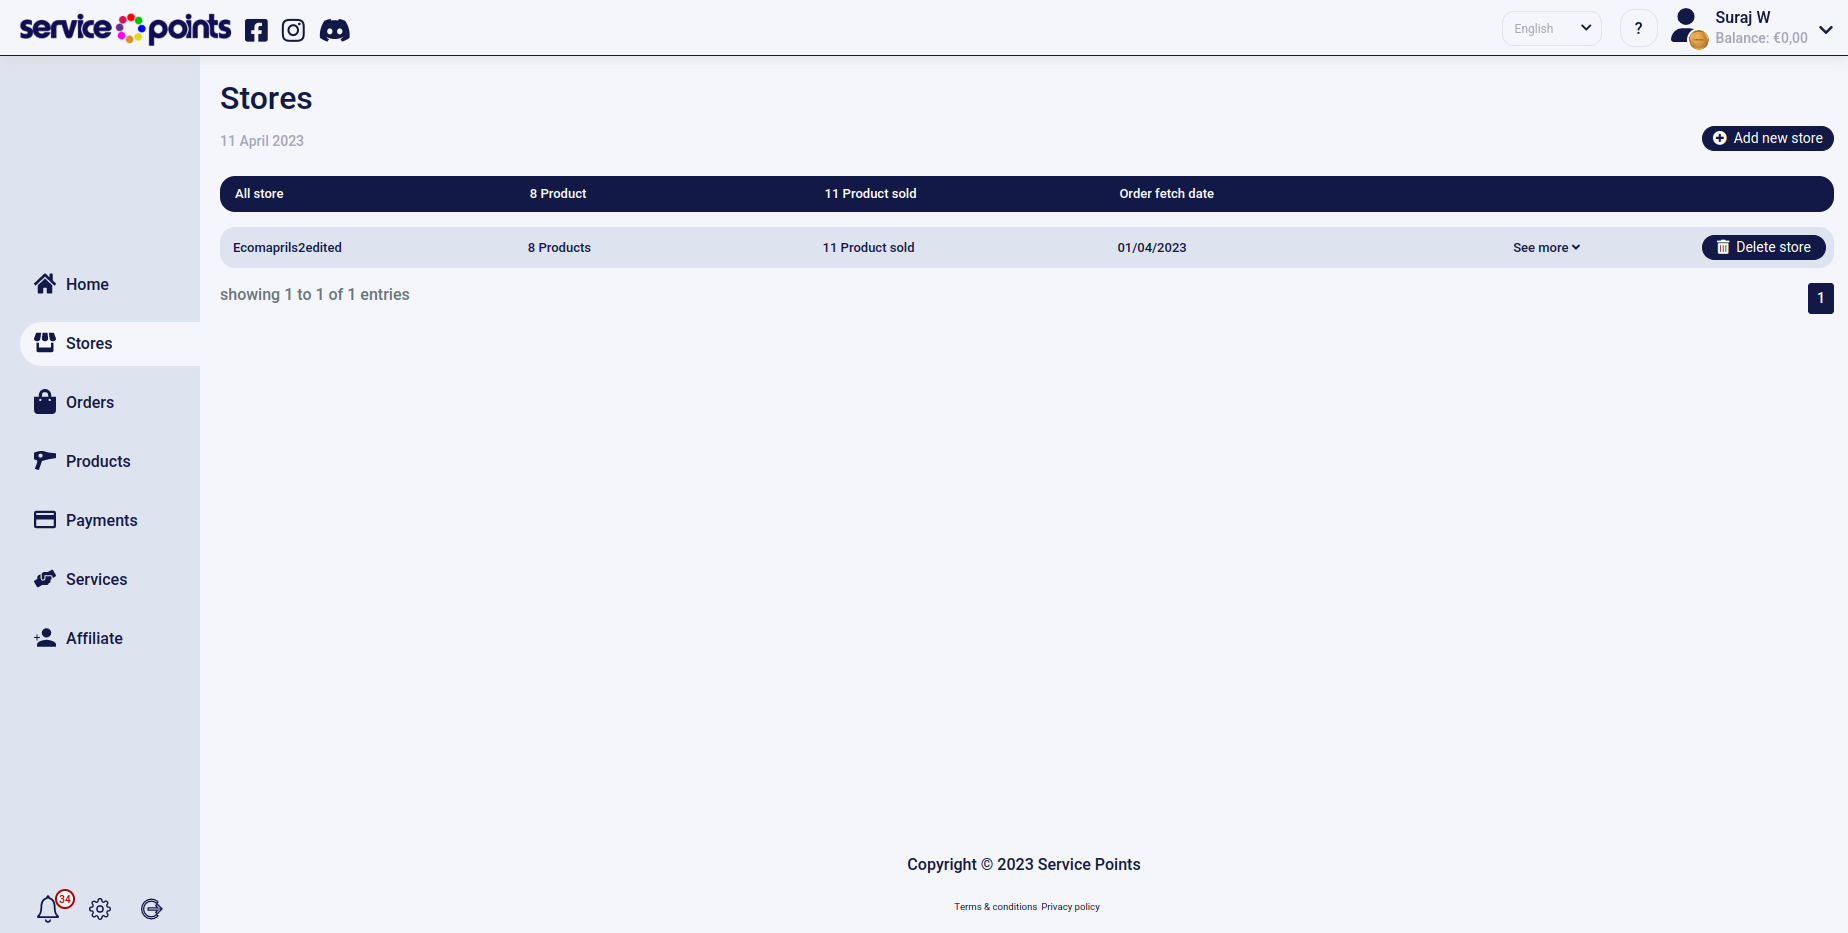 service points
English
?
Suraj W
Balance: €0,00
Stores
11 April 2023
Add new store
All store 8 Product 11 Product sold Order fetch date
Ecomaprils2edited 8 Products 11 Product sold 01/04/2023 See more Delete store
showing 1 to 1 of 1 entries
1
Home
Stores
Orders
Products
Payments
Services
Affiliate
34
Copyright © 2023 Service Points
Terms & conditions Privacy policy